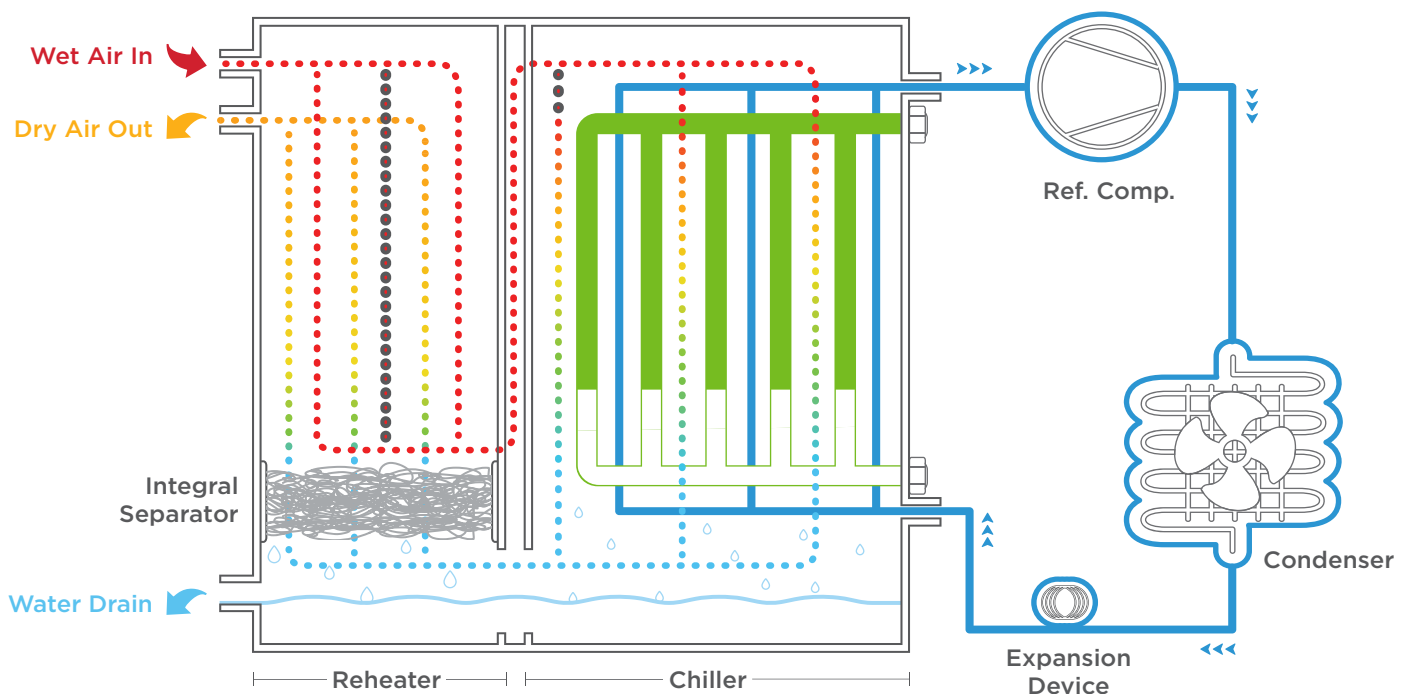 Wet Air In
Dry Air Out
Ref. Comp.
Integral
Separator
Condenser
Water Drain
Expansion
Device
Reheater
Chiller